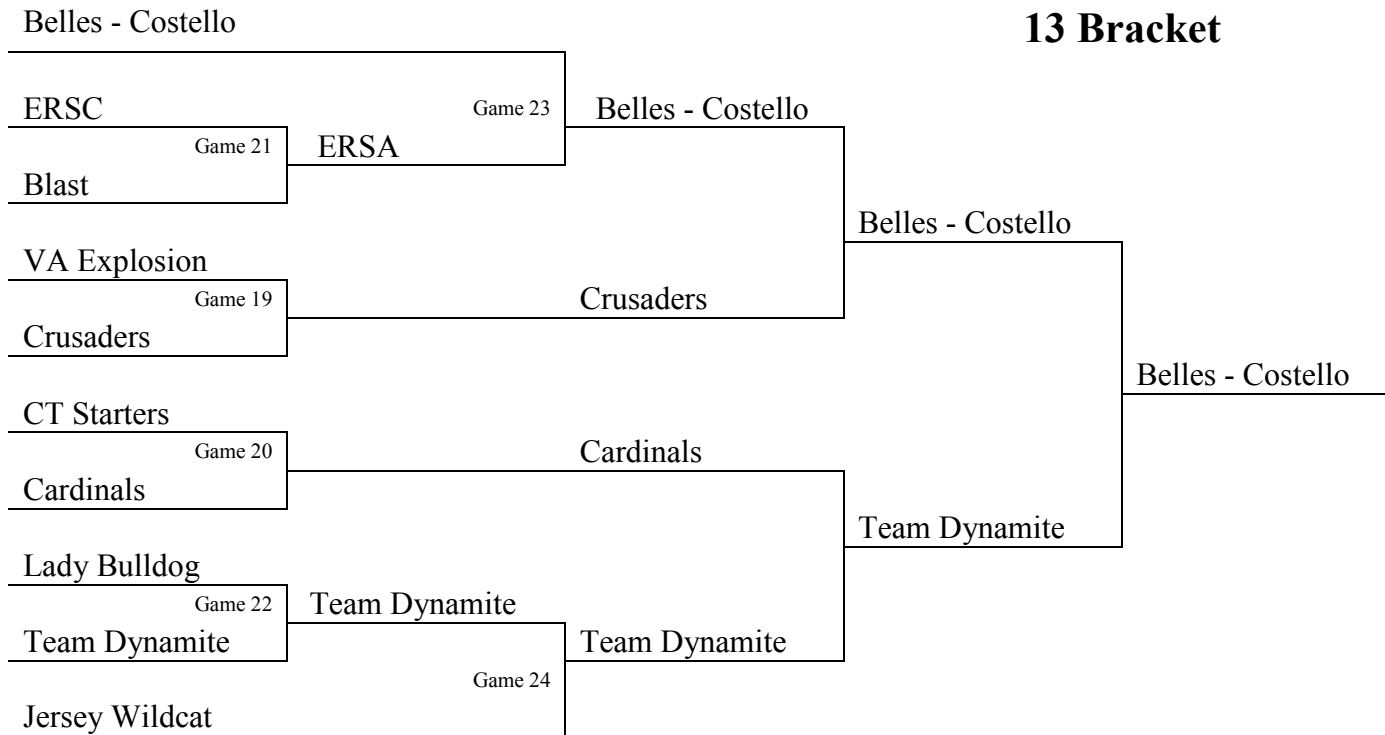 Belles - Costello
13 Bracket
ERSC
Game 23
Belles - Costello
Game 21
ERSA
Blast
Belles - Costello
VA Explosion
Game 19
Crusaders
Crusaders
Belles - Costello
CT Starters
Game 20
Cardinals
Cardinals
Team Dynamite
Lady Bulldog
Game 22
Team Dynamite
Team Dynamite
Team Dynamite
Game 24
Jersey Wildcat